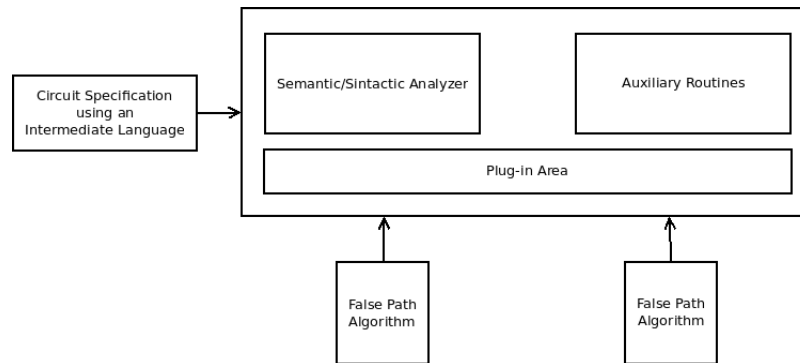 Circuit Specification
using an
Intermediate Language
Semantic/Sintactic Analyzer
Auxiliary Routines
Plug-in Area
False Path
Algorithm
False Path
Algorithm